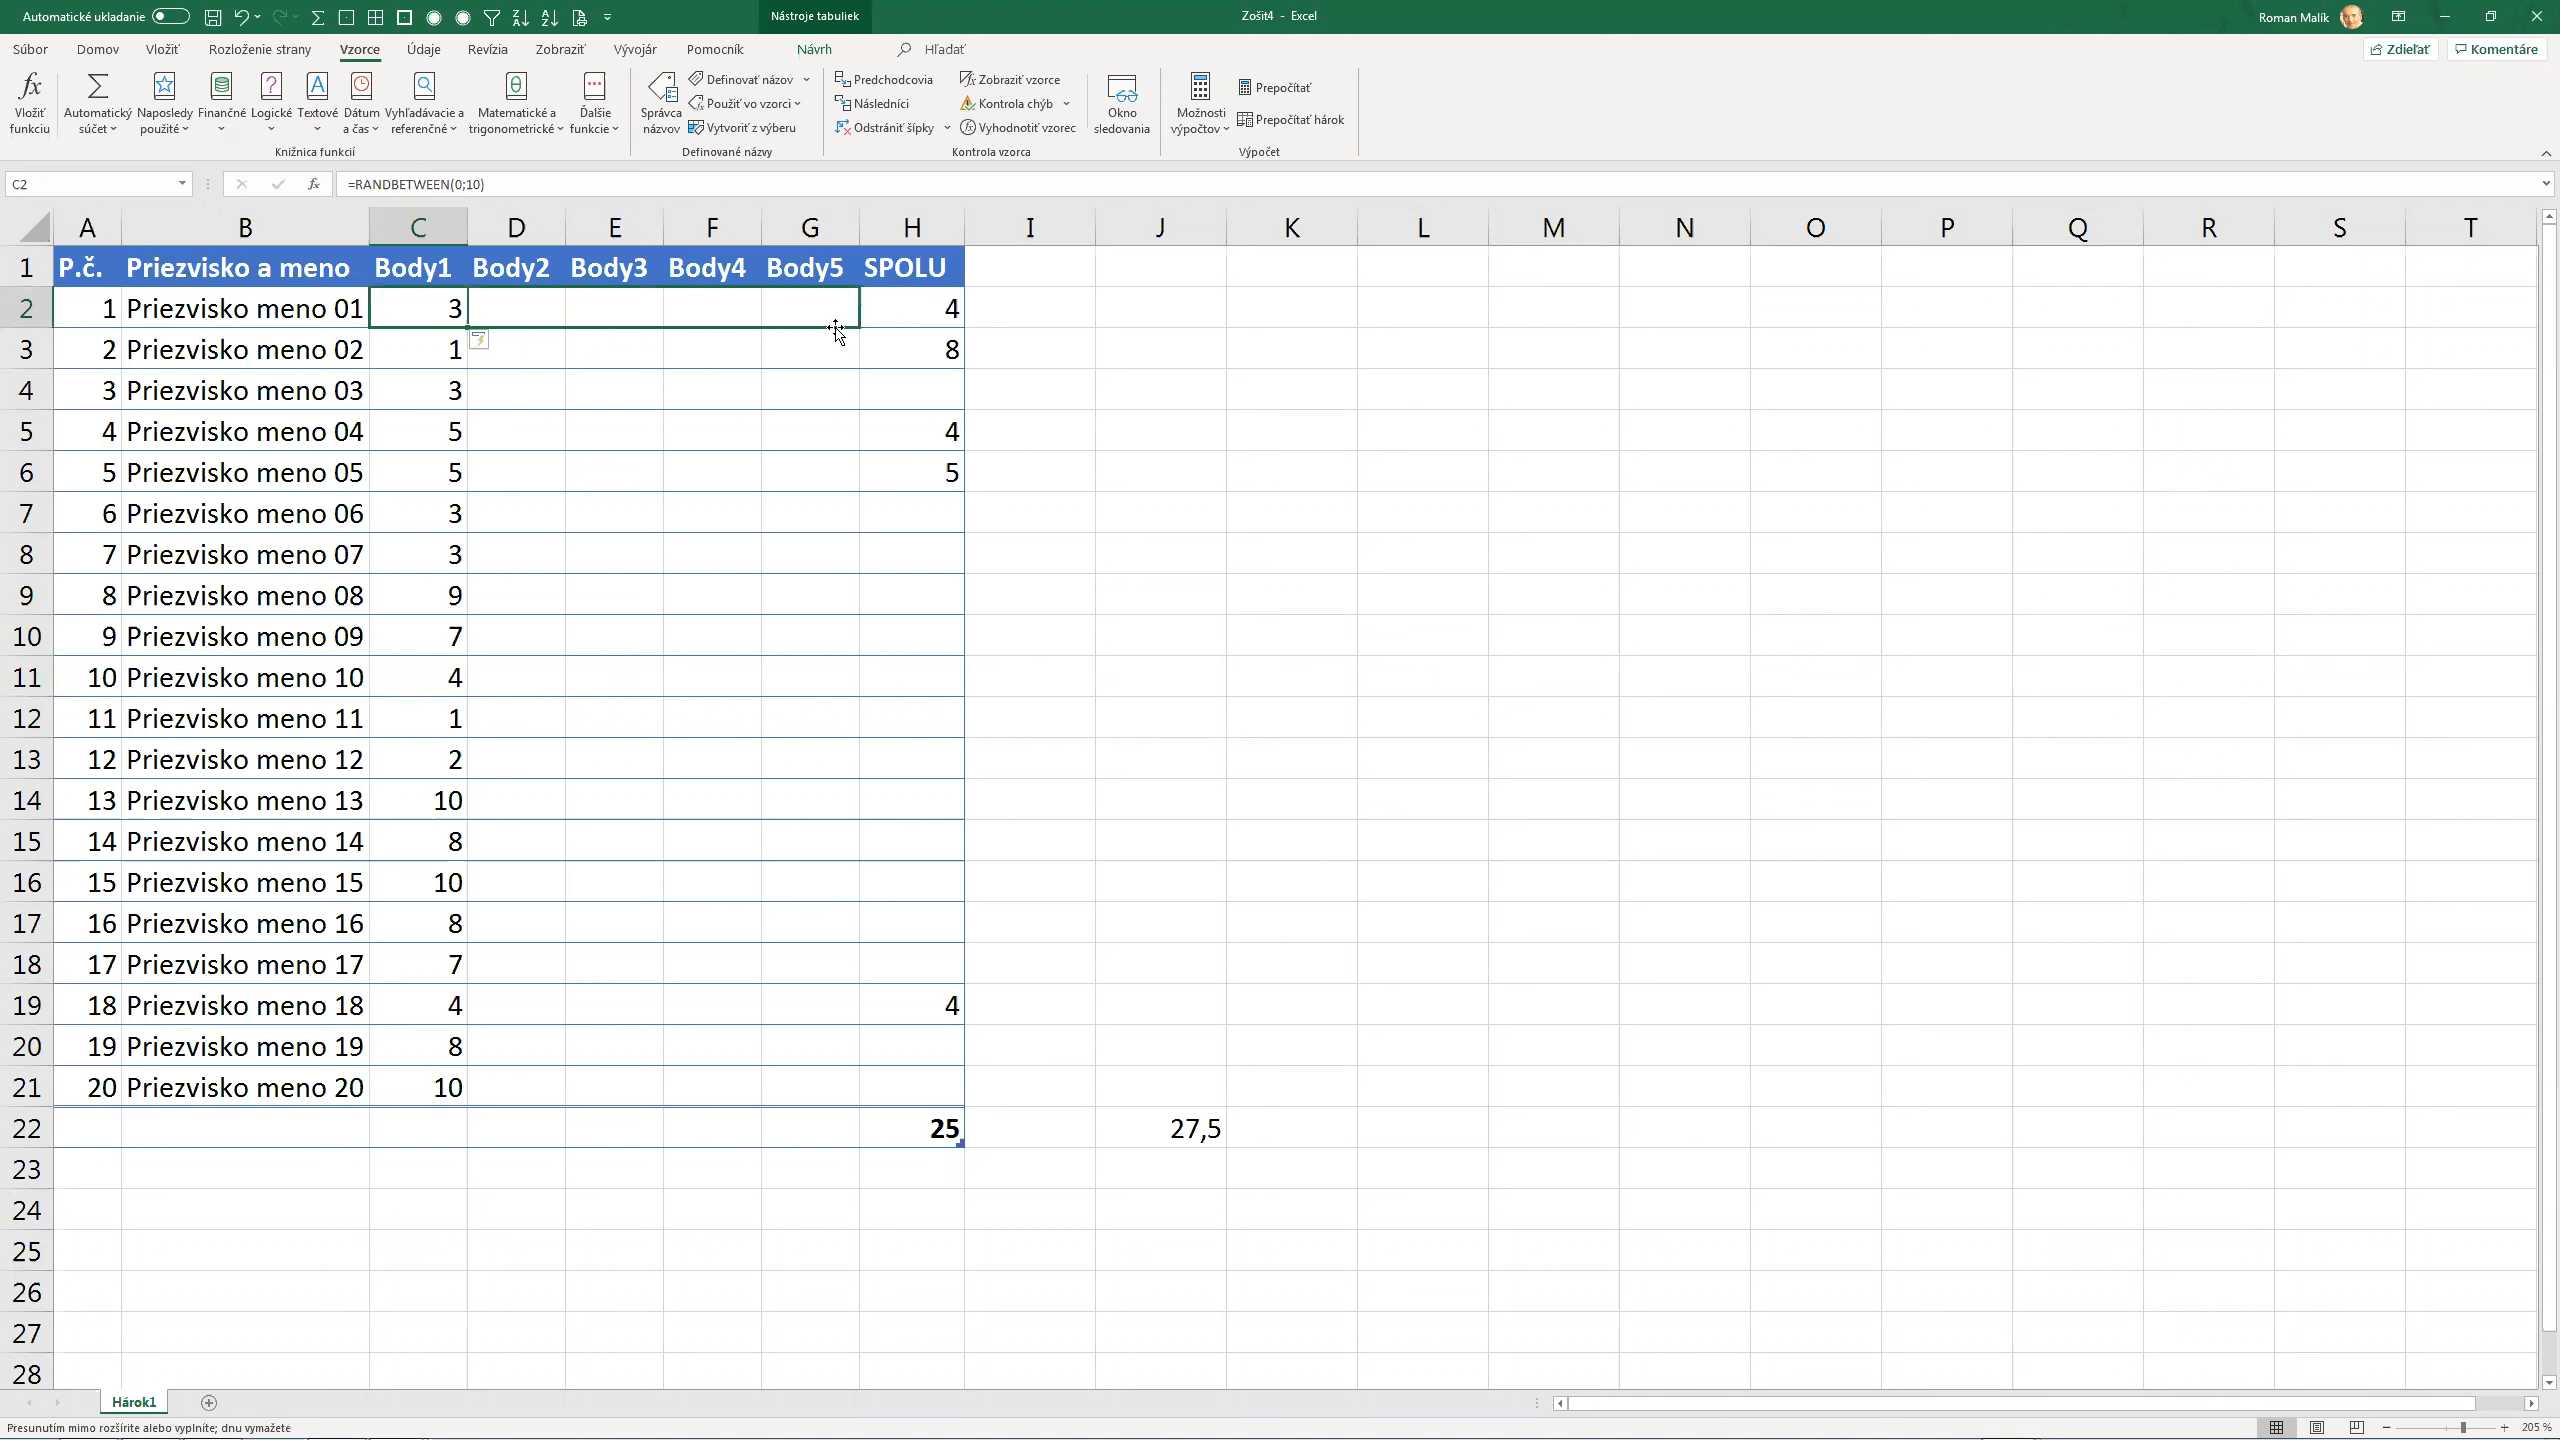 Automatické ukladanie
Nástroje tabuliek
Zošit4 - Excel
Roman Malík
Súbor Domov Vložiť Rozloženie strany Vzorce Údaje Revízia Zobraziť Vývojár Pomocník Návrh Hľadať Zdieľať Komentáre
Vložiť funkciu
Automatický súčet
Naposledy použité
Finančné
Logické
Textové
Dátum a čas
Vyhľadávacie a referenčné
Matematické a trigonometrické
Ďalšie funkcie
Knižnica funkcií
Správca názvov
Definovať názov
Použiť vo vzorci
Vytvoriť z výberu
Definované názvy
Predchodcovia
Následníci
Odstrániť šípky
Zobraziť vzorce
Kontrola chýb
Vyhodnotiť vzorec
Kontrola vzorca
Okno sledovania
Možnosti výpočtov
Prepočítať
Prepočítať hárok
Výpočet
C2 fx =RANDBETWEEN(0;10)
A B C D E F G H I J K L M N O P Q R S T
1 P.č. Priezvisko a meno Body1 Body2 Body3 Body4 Body5 SPOLU
2 1 Priezvisko meno 01 3 4
3 2 Priezvisko meno 02 1 8
4 3 Priezvisko meno 03 3
5 4 Priezvisko meno 04 5 4
6 5 Priezvisko meno 05 5 5
7 6 Priezvisko meno 06 3
8 7 Priezvisko meno 07 3
9 8 Priezvisko meno 08 9
10 9 Priezvisko meno 09 7
11 10 Priezvisko meno 10 4
12 11 Priezvisko meno 11 1
13 12 Priezvisko meno 12 2
14 13 Priezvisko meno 13 10
15 14 Priezvisko meno 14 8
16 15 Priezvisko meno 15 10
17 16 Priezvisko meno 16 8
18 17 Priezvisko meno 17 7
19 18 Priezvisko meno 18 4 4
20 19 Priezvisko meno 19 8
21 20 Priezvisko meno 20 10
22 25 27,5
23
24
25
26
27
28
Hárok1
Presunutím mimo rozšírite alebo vyplníte; dnu vymažete
205 %